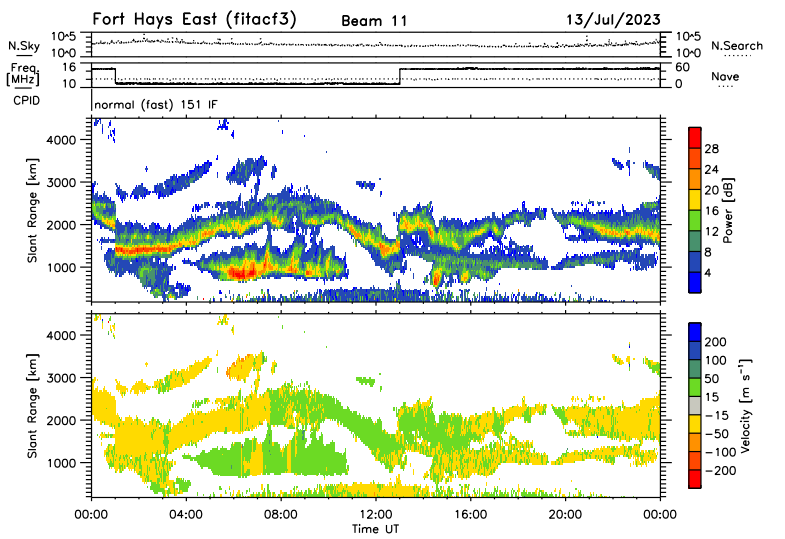 Fort Hays East (fitacf3) Beam 11 13/Jul/2023
N.Sky 10^5 10^0 10^5 10^0 N.Search
Freq. [MHz] 16 10 60 0 Nave
CPID normal (fast) 151 IF
Slant Range [km] 4000 3000 2000 1000
28 24 20 16 12 8 4 Power [dB]
Slant Range [km] 4000 3000 2000 1000
200 100 50 15 -15 -50 -100 -200 Velocity [m s⁻¹]
00:00 04:00 08:00 12:00 16:00 20:00 00:00
Time UT